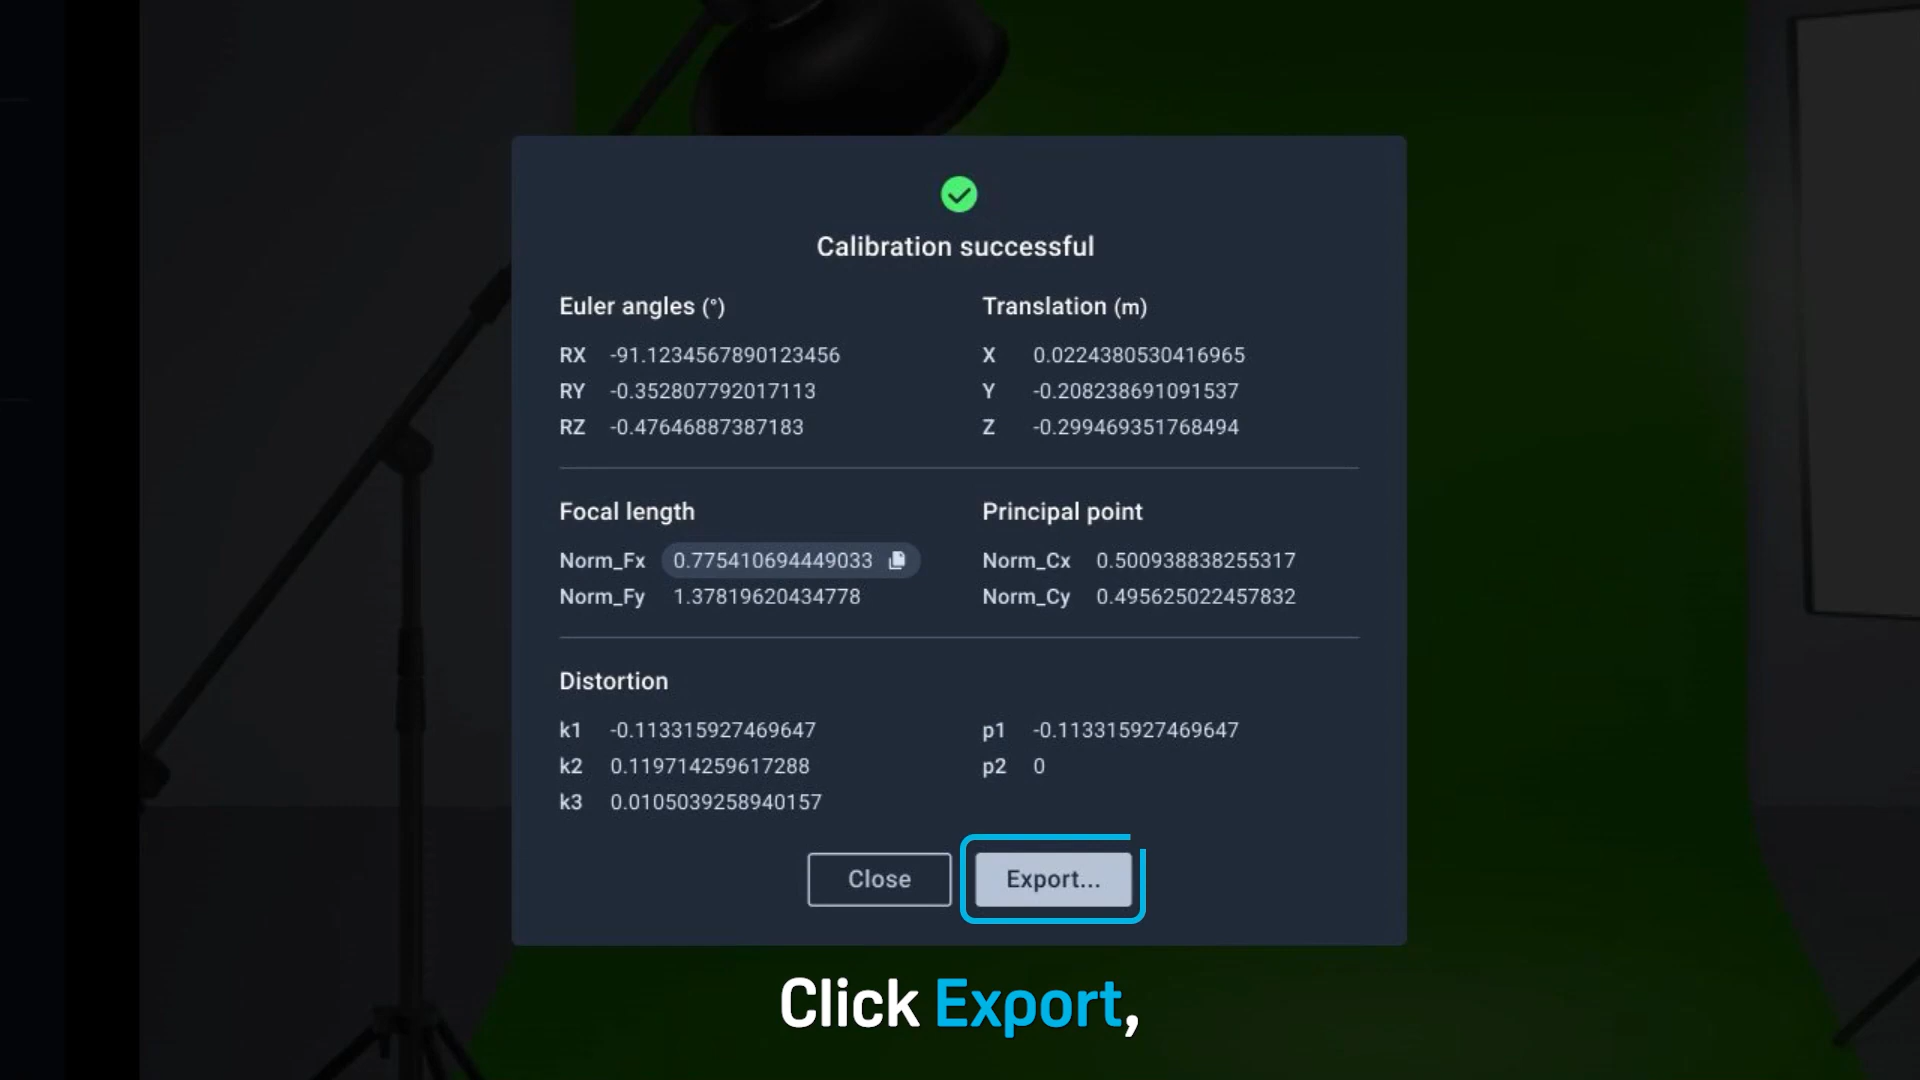 Calibration successful
Euler angles (°)
RX -91.1234567890123456
RY -0.352807792017113
RZ -0.47646887387183
Translation (m)
X 0.0224380530416965
Y -0.208238691091537
Z -0.299469351768494
Focal length
Norm_Fx 0.775410694449033
Norm_Fy 1.37819620434778
Principal point
Norm_Cx 0.500938838255317
Norm_Cy 0.495625022457832
Distortion
k1 -0.113315927469647
k2 0.119714259617288
k3 0.0105039258940157
p1 -0.113315927469647
p2 0
Close
Export...
Click Export,